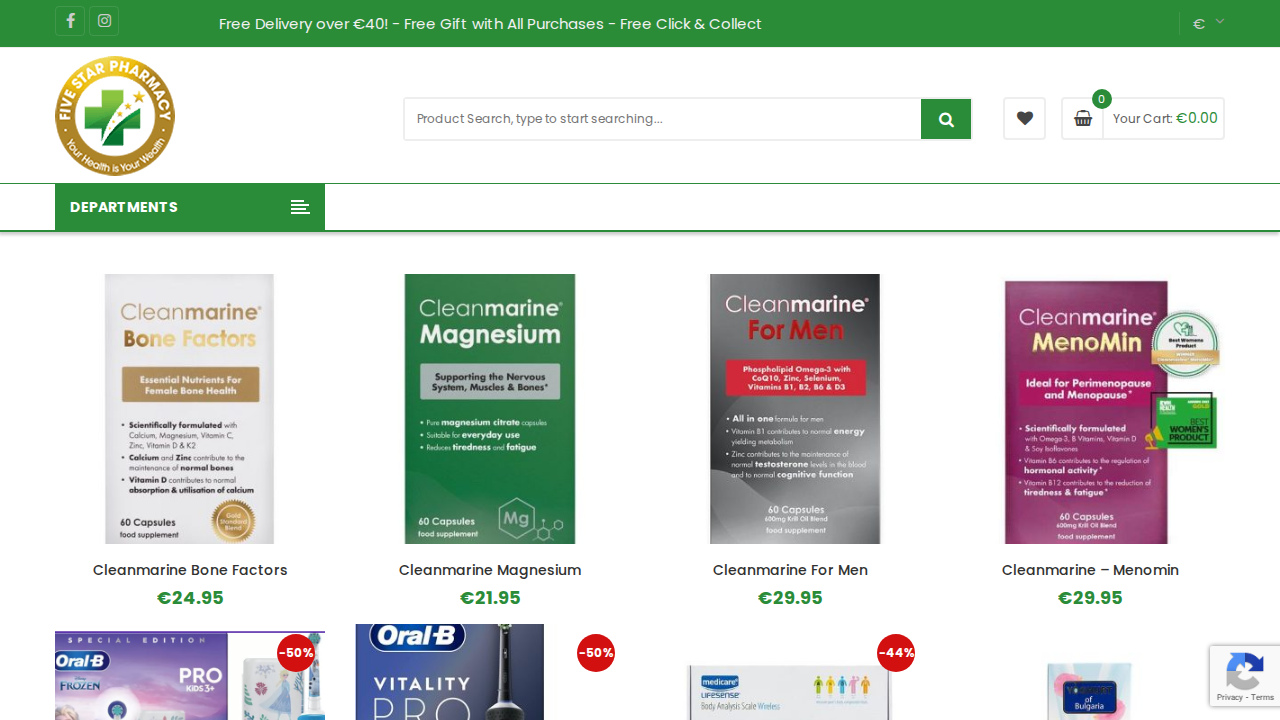 Free Delivery over €40! - Free Gift with All Purchases - Free Click & Collect
€
FIVE STAR PHARMACY
Your Health is Your Wealth
Product Search, type to start searching...
0
Your Cart: €0.00
DEPARTMENTS
Cleanmarine®
Bone Factors
Essential Nutrients For
Female Bone Health
• Scientifically formulated with
Calcium, Magnesium, Vitamin C,
Zinc, Vitamin D & K2
• Calcium and Zinc contribute to the
maintenance of normal bones
• Vitamin D contributes to normal
absorption & utilisation of calcium
60 Capsules
food supplement
Gold
Standard
Blend
Cleanmarine®
Magnesium
Supporting the Nervous
System, Muscles & Bones*
• Pure magnesium citrate capsules
• Suitable for everyday use
• Reduces tiredness and fatigue
60 Capsules
food supplement
Mg
Cleanmarine®
For Men
Phospholipid Omega-3 with
CoQ10, Zinc, Selenium,
Vitamins B1, B2, B6 & D3
• All in one formula for men
• Vitamin B1 contributes to normal energy
yielding metabolism
• Zinc contributes to the maintenance of
normal testosterone levels in the blood
and to normal cognitive function
60 Capsules
600mg Krill Oil Blend
food supplement
Cleanmarine®
MenoMin
Ideal for Perimenopause
and Menopause*
• Scientifically formulated
with Omega-3, B Vitamins, Vitamin D
& Soy Isoflavones
• Vitamin B6 contributes to the regulation of
hormonal activity*
• Vitamin B12 contributes to the reduction of
tiredness & fatigue*
60 Capsules
600mg Krill Oil Blend
food supplement
Best Womens
Product
BEST
WOMEN'S
PRODUCT
Cleanmarine Bone Factors
€24.95
Cleanmarine Magnesium
€21.95
Cleanmarine For Men
€29.95
Cleanmarine – Menomin
€29.95
SPECIAL EDITION
Oral-B
FROZEN
PRO
KIDS 3+
-50%
Oral-B
VITALITY
PRO
-50%
medicare
LIFESENSE
Body Analysis Scale Wireless
-44%
of
Bulgaria
Privacy - Terms